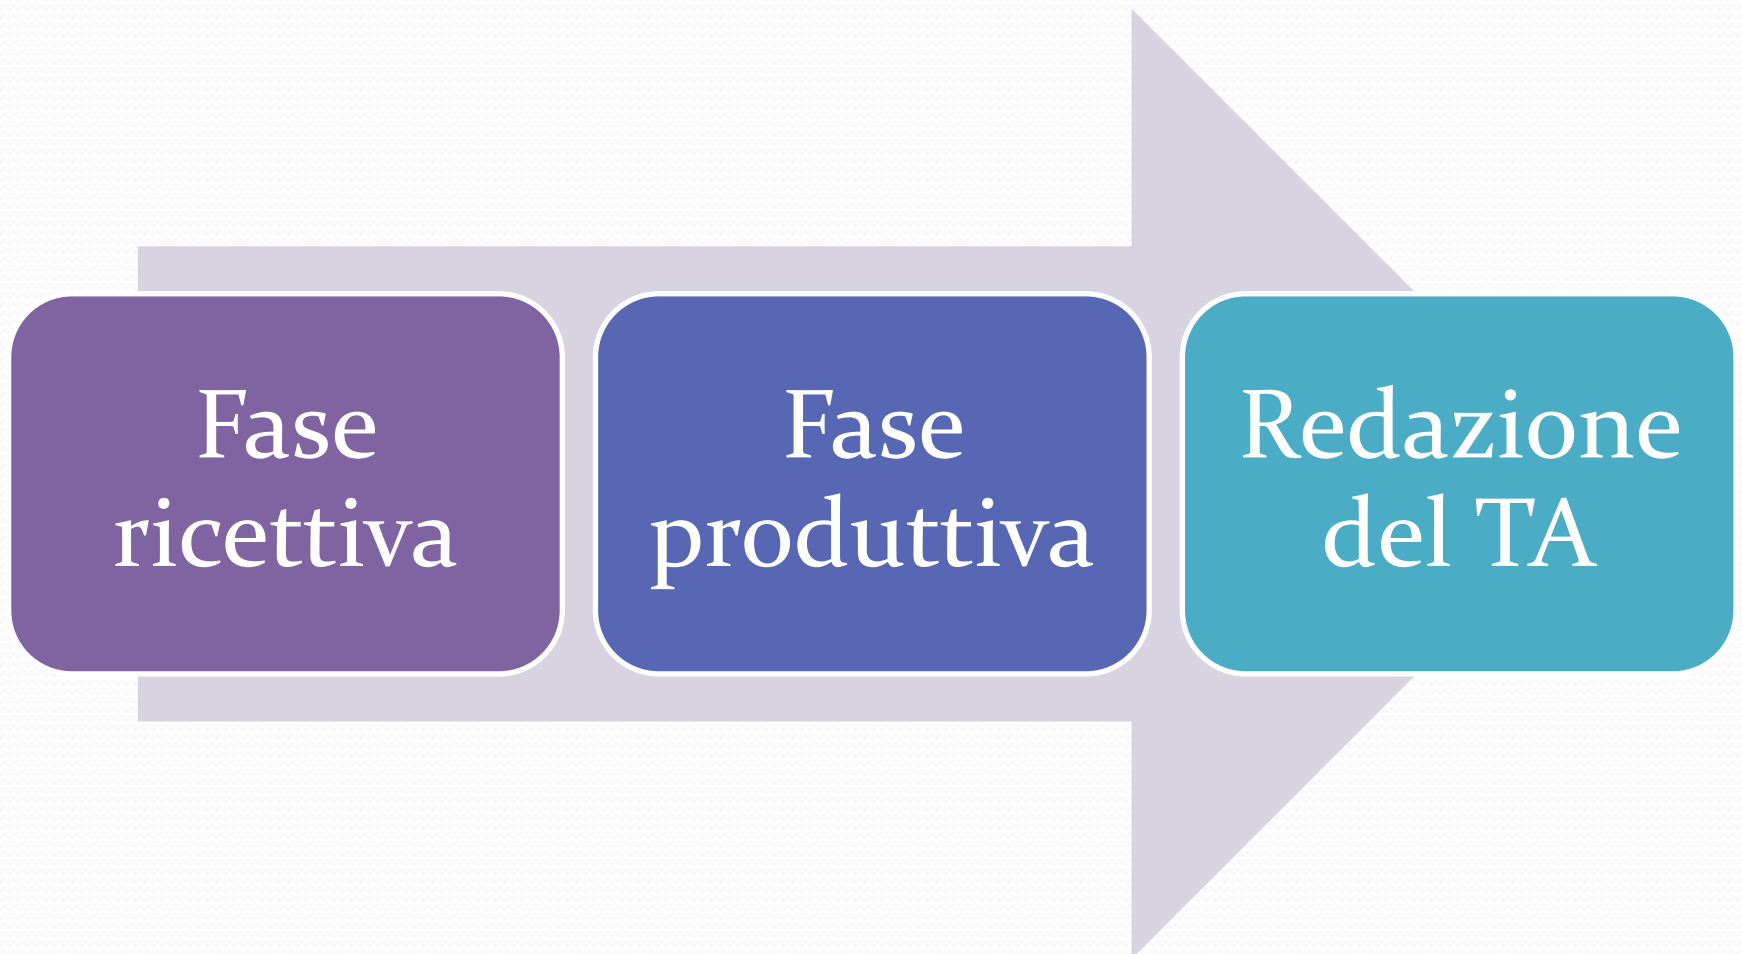 Fase
ricettiva
Fase
produttiva
Redazione
del TA